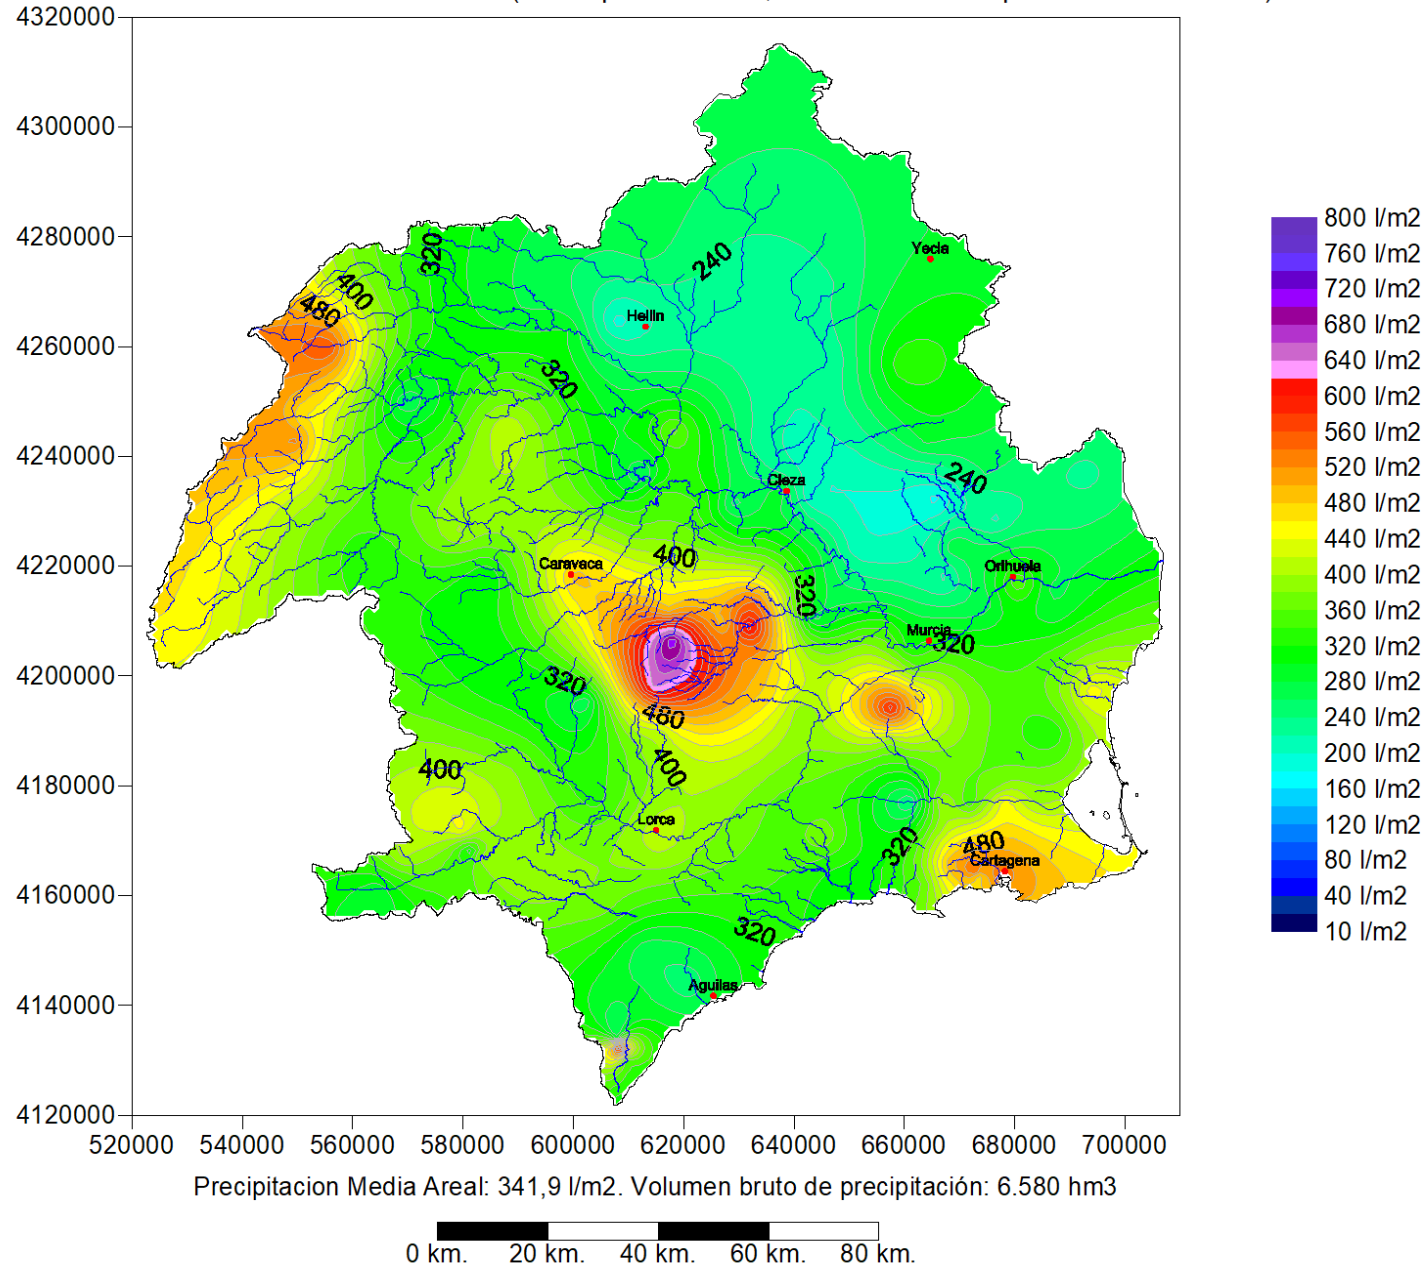 4320000
4300000
4280000
4260000
4240000
4220000
4200000
4180000
4160000
4140000
4120000
520000 540000 560000 580000 600000 620000 640000 660000 680000 700000
320
400
480
240
Yecla
Hellin
320
Cieza
240
400
Caravaca
320
Orihuela
Murcia
320
320
480
400
400
Lorca
320
480
Cartagena
320
Aguilas
800 l/m2
760 l/m2
720 l/m2
680 l/m2
640 l/m2
600 l/m2
560 l/m2
520 l/m2
480 l/m2
440 l/m2
400 l/m2
360 l/m2
320 l/m2
280 l/m2
240 l/m2
200 l/m2
160 l/m2
120 l/m2
80 l/m2
40 l/m2
10 l/m2
Precipitacion Media Areal: 341,9 l/m2. Volumen bruto de precipitación: 6.580 hm3
0 km. 20 km. 40 km. 60 km. 80 km.